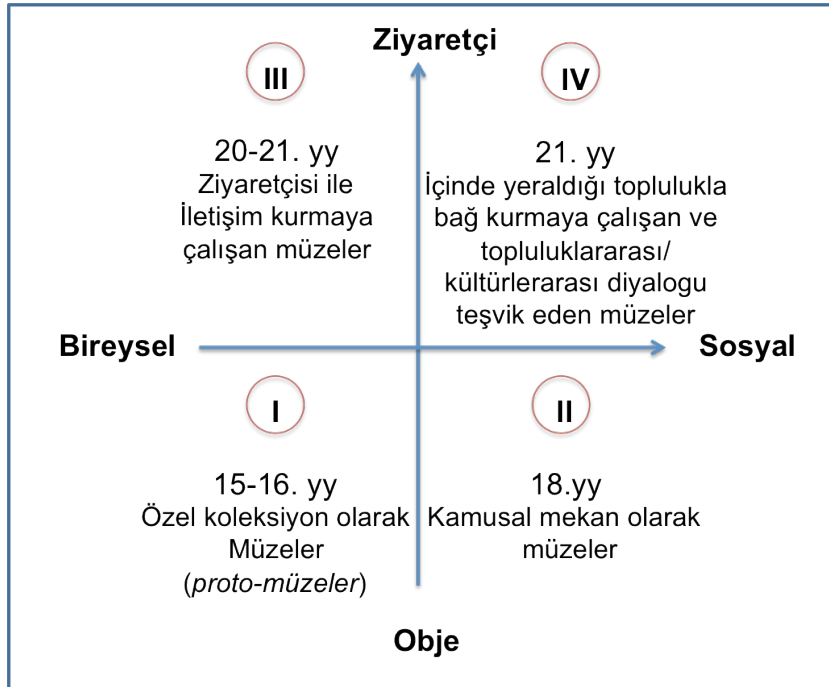 Ziyaretçi
III
20-21. yy
Ziyaretçisi ile
İletişim kurmaya
çalışan müzeler
IV
21. yy
İçinde yeraldığı toplulukla
bağ kurmaya çalışan ve
topluluklararası/
kültürlerarası diyalogu
teşvik eden müzeler
Bireysel
Sosyal
I
15-16. yy
Özel koleksiyon olarak
Müzeler
(proto-müzeler)
II
18.yy
Kamusal mekan olarak
müzeler
Obje